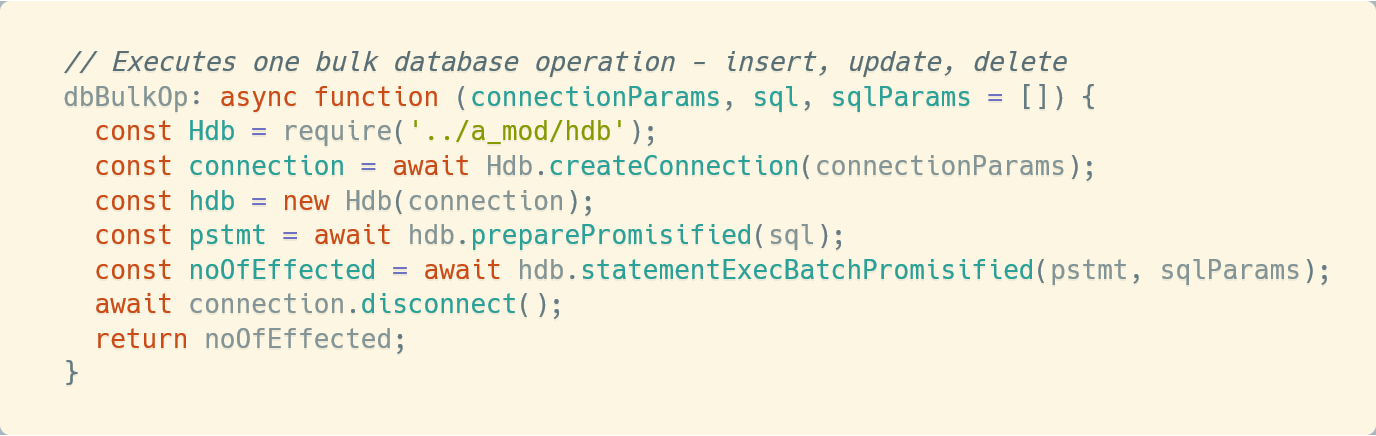 // Executes one bulk database operation - insert, update, delete
dbBulkOp: async function (connectionParams, sql, sqlParams = []) {
  const Hdb = require('../a_mod/hdb');
  const connection = await Hdb.createConnection(connectionParams);
  const hdb = new Hdb(connection);
  const pstmt = await hdb.preparePromisified(sql);
  const noOfEffected = await hdb.statementExecBatchPromisified(pstmt, sqlParams);
  await connection.disconnect();
  return noOfEffected;
}